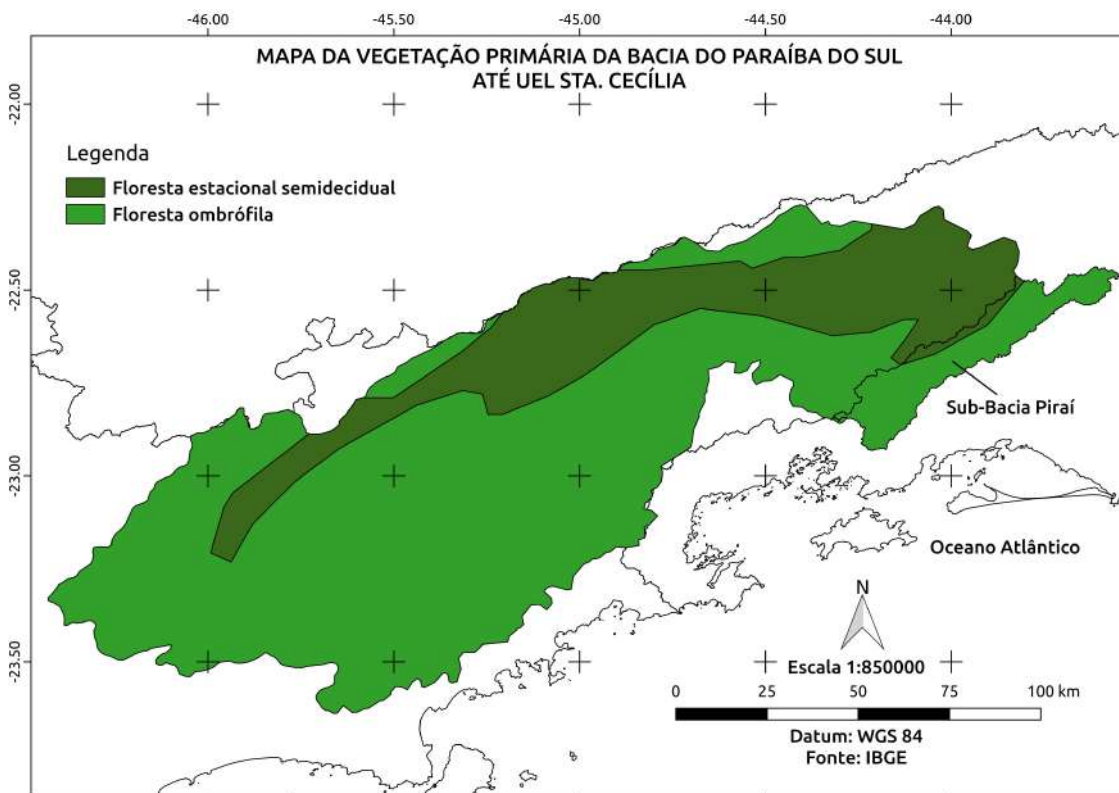 -46.00 -45.50 -45.00 -44.50 -44.00
MAPA DA VEGETAÇÃO PRIMÁRIA DA BACIA DO PARAÍBA DO SUL
ATÉ UEL STA. CECÍLIA
-22.00
Legenda
Floresta estacional semidecidual
Floresta ombrófila
-22.50
Sub-Bacia Piraí
-23.00
Oceano Atlântico
N
-23.50
Escala 1:850000
0 25 50 75 100 km
Datum: WGS 84
Fonte: IBGE